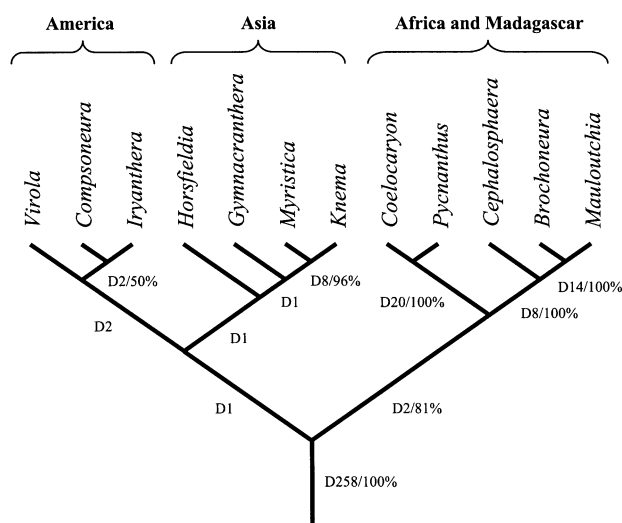 America
Asia
Africa and Madagascar
Virola
Compsoneura
Iryanthera
Horsfieldia
Gymnacranthera
Myristica
Knema
Coelocaryon
Pycnanthus
Cephalosphaera
Brochoneura
Mauloutchia
D2/50%
D8/96%
D14/100%
D20/100%
D1
D8/100%
D2
D1
D1
D2/81%
D258/100%